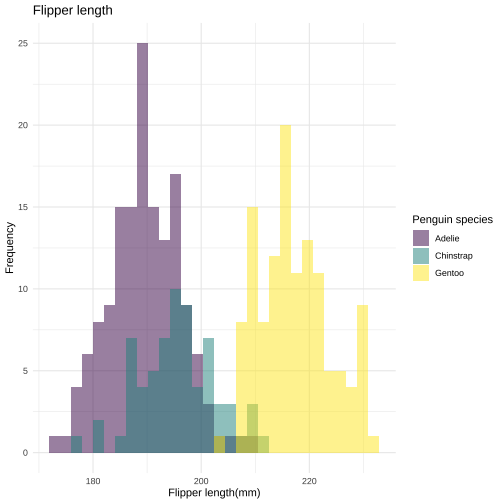 Flipper length
25
20
15
10
5
0
180
200
220
Frequency
Flipper length(mm)
Penguin species
Adelie
Chinstrap
Gentoo